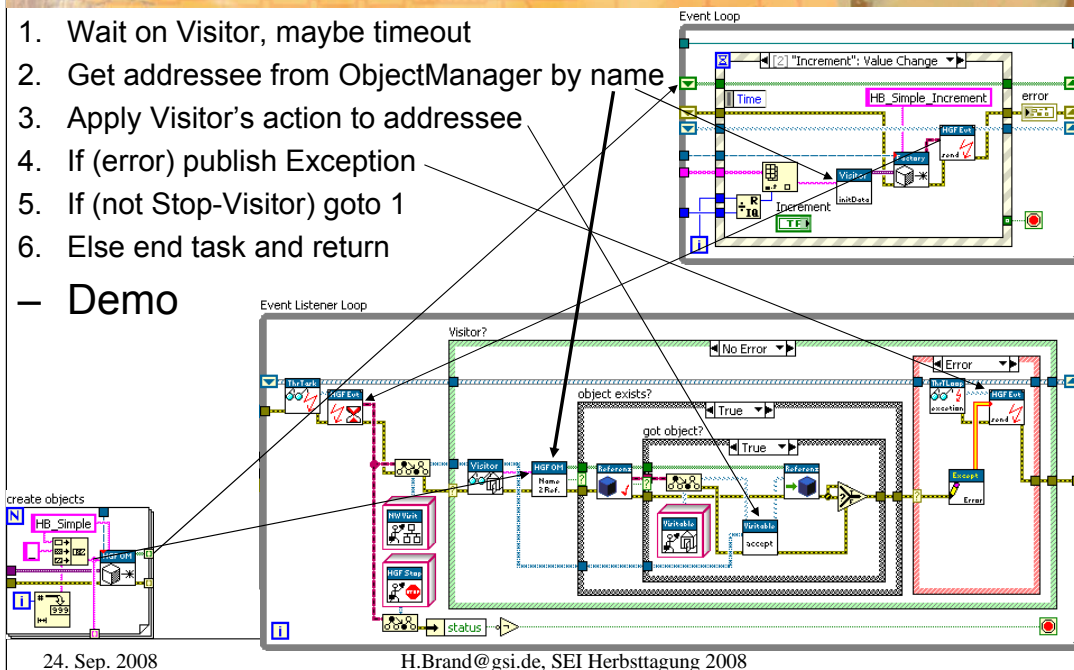 1. Wait on Visitor, maybe timeout
2. Get addressee from ObjectManager by name
3. Apply Visitor's action to addressee
4. If (error) publish Exception
5. If (not Stop-Visitor) goto 1
6. Else end task and return
– Demo
Event Loop
[2] "Increment": Value Change
Time
HB_Simple_Increment
error
HGF Evt
send
Factory
Visitor
initData
R
IQ
Increment
TF
i
Event Listener Loop
Visitor?
No Error
ThrTask
HGF Evt
object exists?
True
got object?
True
Error
ThrTLoop
exception
HGF Evt
send
Visitor
HGF OM
Name
2 Ref.
Referenz
Referenz
Except
Error
NW Visit
Visitable
Visitable
accept
HGF Stop
STOP
status
i
create objects
N
HB_Simple
HGF OM
i
999
24. Sep. 2008
H.Brand@gsi.de, SEI Herbsttagung 2008